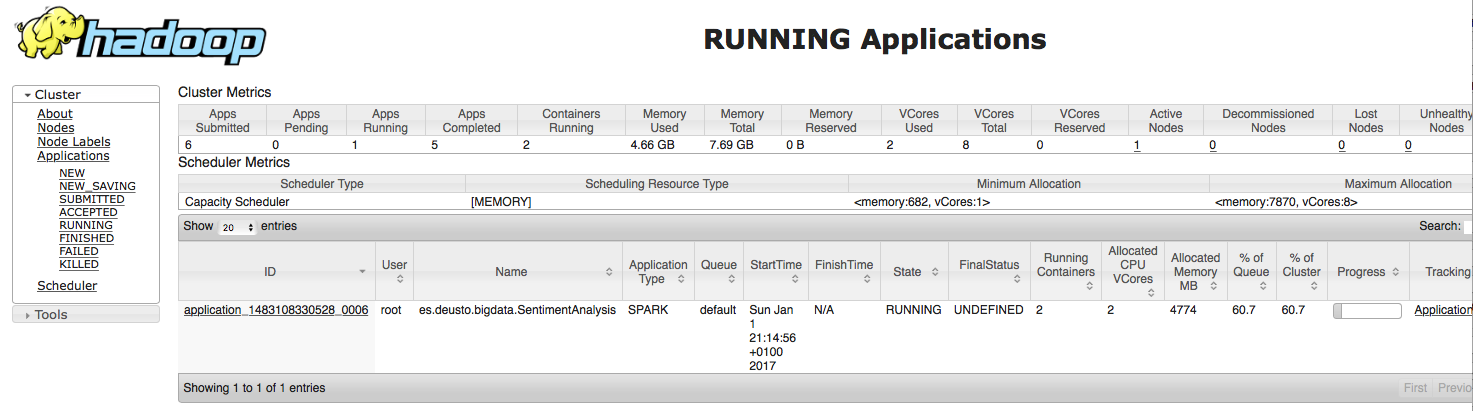 hadoop
RUNNING Applications
Cluster
About
Nodes
Node Labels
Applications
NEW
NEW_SAVING
SUBMITTED
ACCEPTED
RUNNING
FINISHED
FAILED
KILLED
Scheduler
Tools
Cluster Metrics
Apps Submitted Apps Pending Apps Running Apps Completed Containers Running Memory Used Memory Total Memory Reserved VCores Used VCores Total VCores Reserved Active Nodes Decommissioned Nodes Lost Nodes Unhealthy Nodes
6 0 1 5 2 4.66 GB 7.69 GB 0 B 2 8 0 1 0 0 0
Scheduler Metrics
Scheduler Type Scheduling Resource Type Minimum Allocation Maximum Allocation
Capacity Scheduler [MEMORY] <memory:682, vCores:1> <memory:7870, vCores:8>
Show 20 entries Search:
ID User Name Application Type Queue StartTime FinishTime State FinalStatus Running Containers Allocated CPU VCores Allocated Memory MB % of Queue % of Cluster Progress Tracking
application_1483108330528_0006 root es.deusto.bigdata.SentimentAnalysis SPARK default Sun Jan 1 21:14:56 +0100 2017 N/A RUNNING UNDEFINED 2 2 4774 60.7 60.7 Application
Showing 1 to 1 of 1 entries First Previo